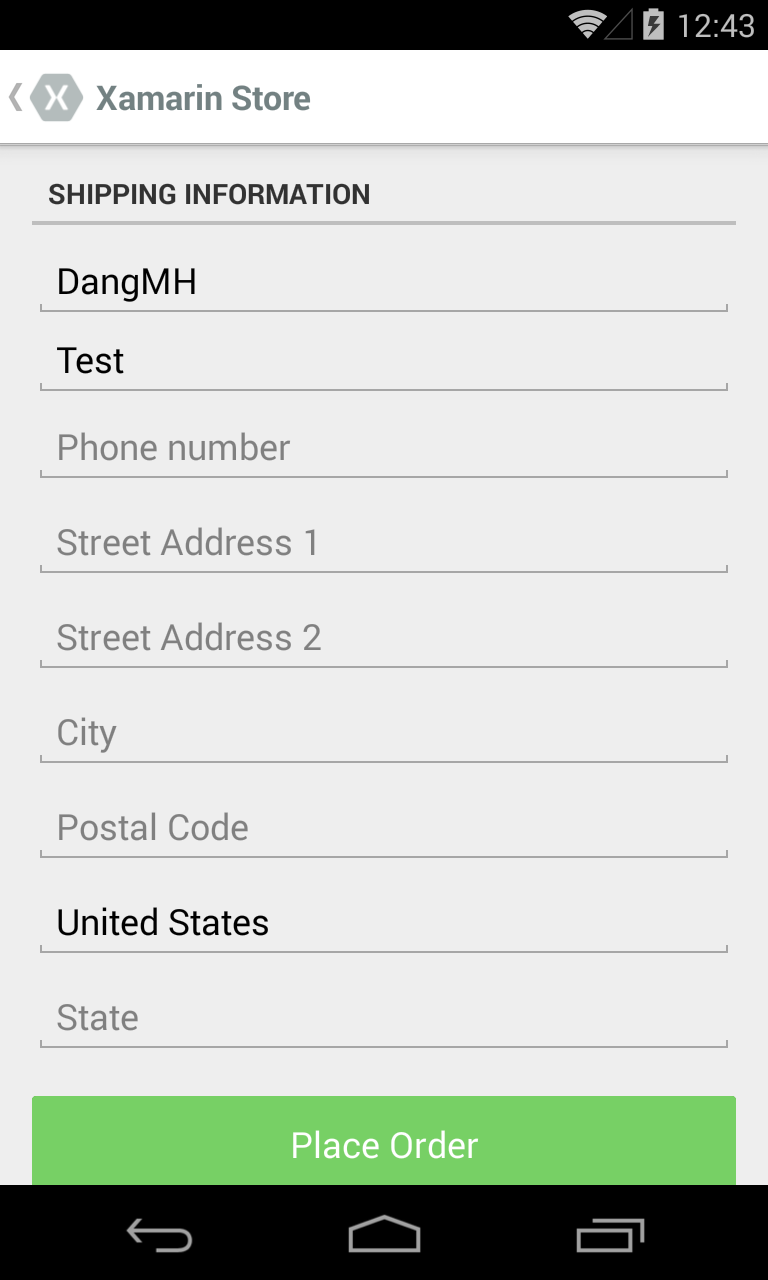 12:43
X Xamarin Store
SHIPPING INFORMATION
DangMH
Test
Phone number
Street Address 1
Street Address 2
City
Postal Code
United States
State
Place Order